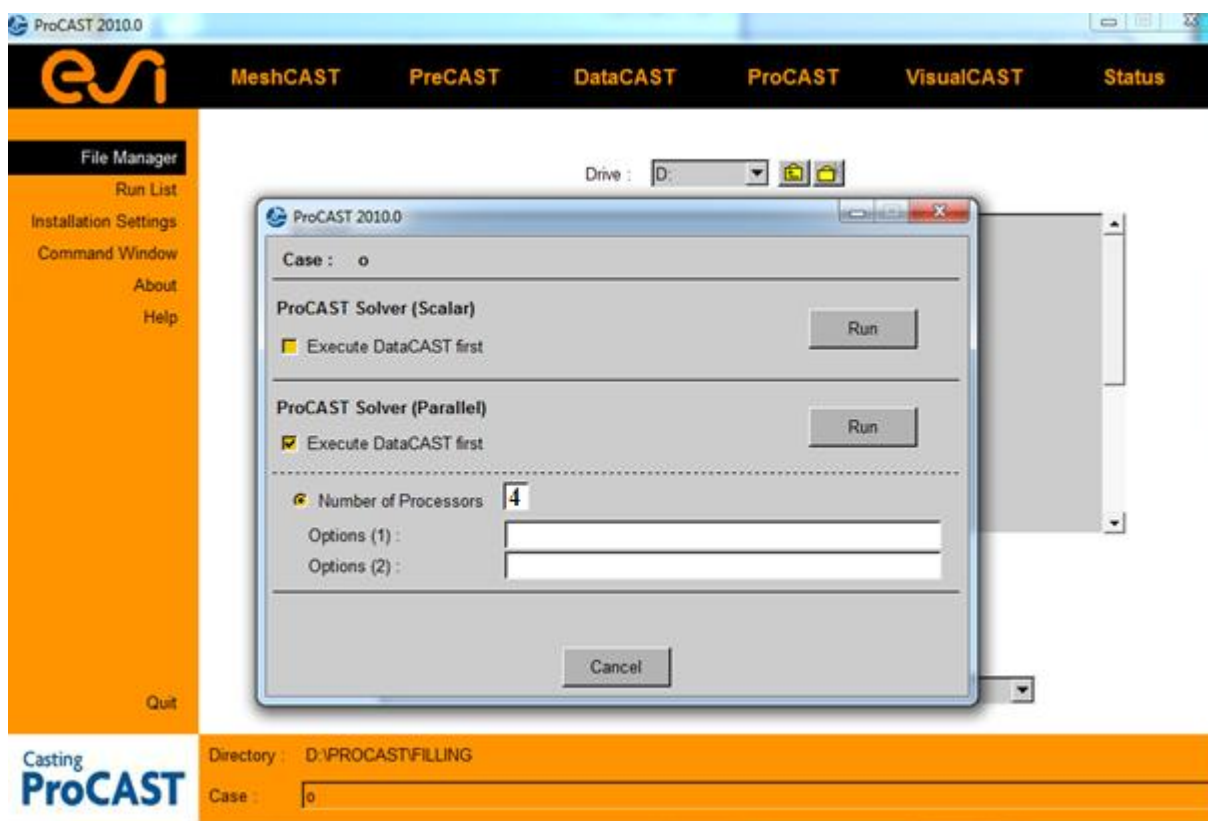 ProCAST 2010.0
esi MeshCAST PreCAST DataCAST ProCAST VisualCAST Status
File Manager
Run List
Installation Settings
Command Window
About
Help
Quit
Drive : D:
ProCAST 2010.0
Case : o
ProCAST Solver (Scalar)
Run
Execute DataCAST first
ProCAST Solver (Parallel)
Run
Execute DataCAST first
Number of Processors 4
Options (1) :
Options (2) :
Cancel
Casting
ProCAST
Directory : D:\PROCAST\FILLING
Case : o